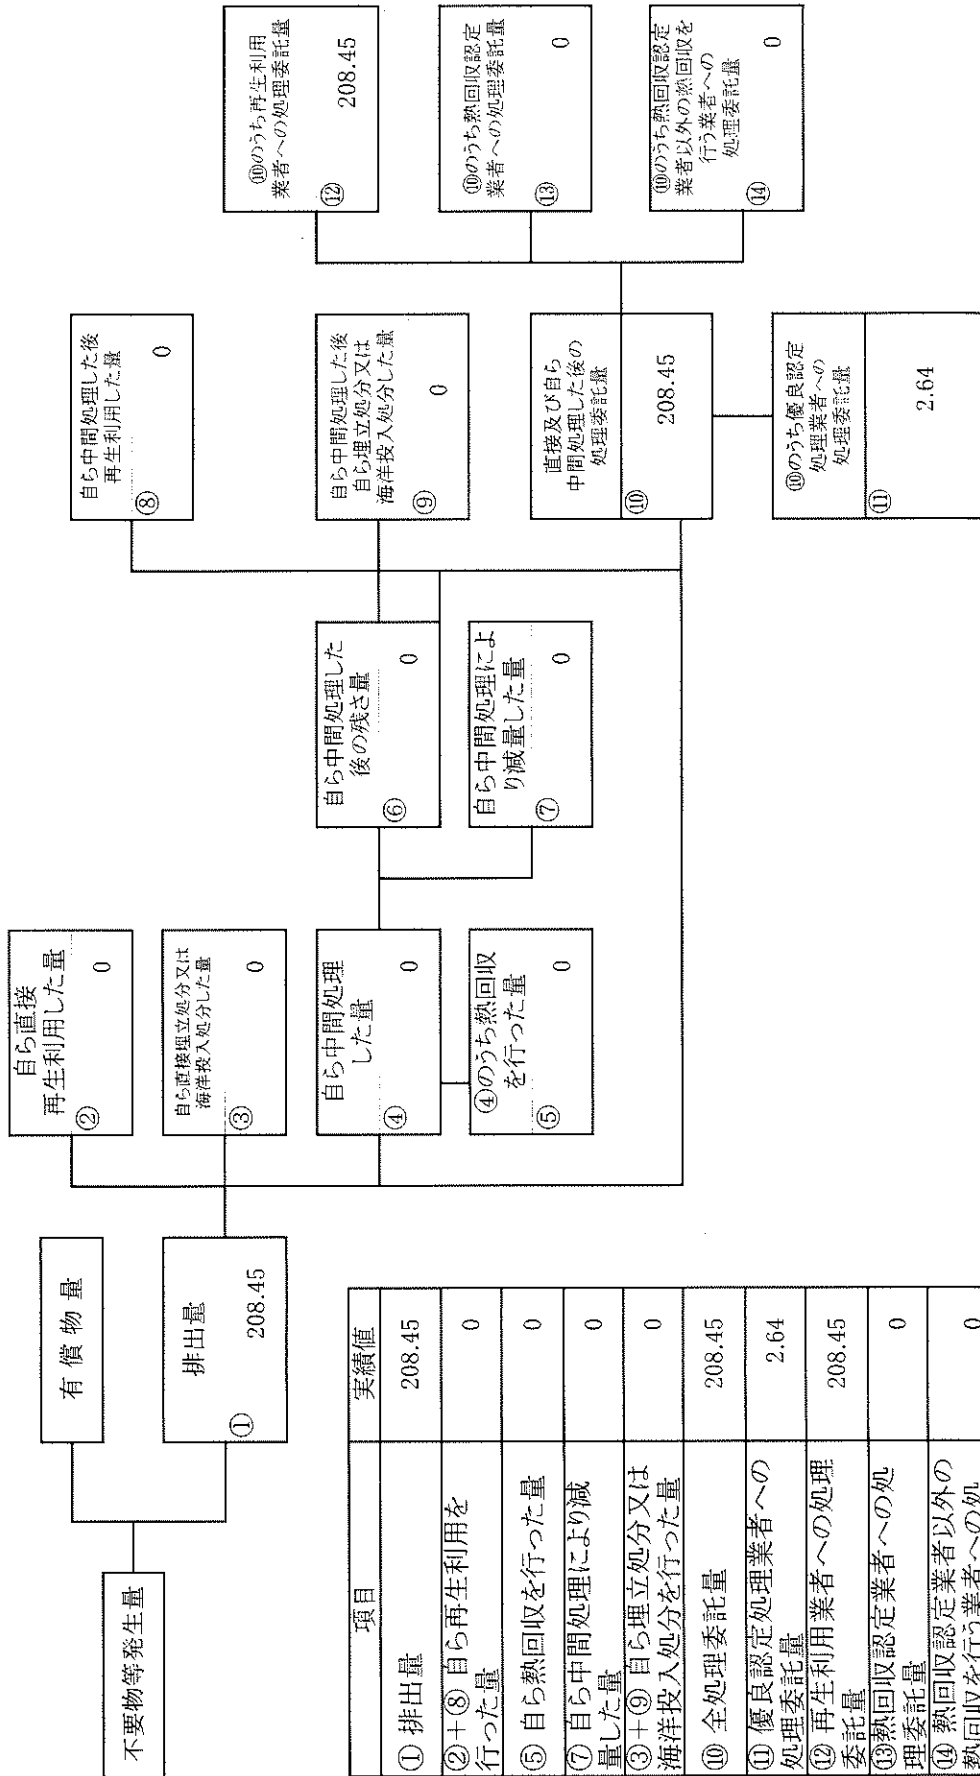 不要物等発生量
有償物量
排出量
① 208.45
自ら直接
再生利用した量
② 0
自ら直接埋立処分又は
海洋投入処分した量
③ 0
自ら中間処理
した量
④ 0
④のうち熱回収
を行った量
⑤ 0
自ら中間処理した
後の残さ量
⑥ 0
自ら中間処理によ
り減量した量
⑦ 0
自ら中間処理した後
再生利用した量
⑧ 0
自ら中間処理した後
自ら埋立処分又は
海洋投入処分した量
⑨ 0
直接及び自ら
中間処理した後の
処理委託量
⑩ 208.45
⑩のうち優良認定
処理業者への
処理委託量
⑪ 2.64
⑩のうち再生利用
業者への処理委託量
⑫ 208.45
⑩のうち熱回収認定
業者への処理委託量
⑬ 0
⑩のうち熱回収認定
業者以外の熱回収を
行う業者への
処理委託量
⑭ 0
項目 実績値
① 排出量 208.45
②+⑧ 自ら再生利用を
行った量 0
⑤ 自ら熱回収を行った量 0
⑦ 自ら中間処理により減
量した量 0
③+⑨ 自ら埋立処分又は
海洋投入処分を行った量 0
⑩ 全処理委託量 208.45
⑪ 優良認定処理業者への
処理委託量 2.64
⑫ 再生利用業者への処理
委託量 208.45
⑬熱回収認定業者への処
理委託量 0
⑭ 熱回収認定業者以外の
熱回収を行う業者への処 0